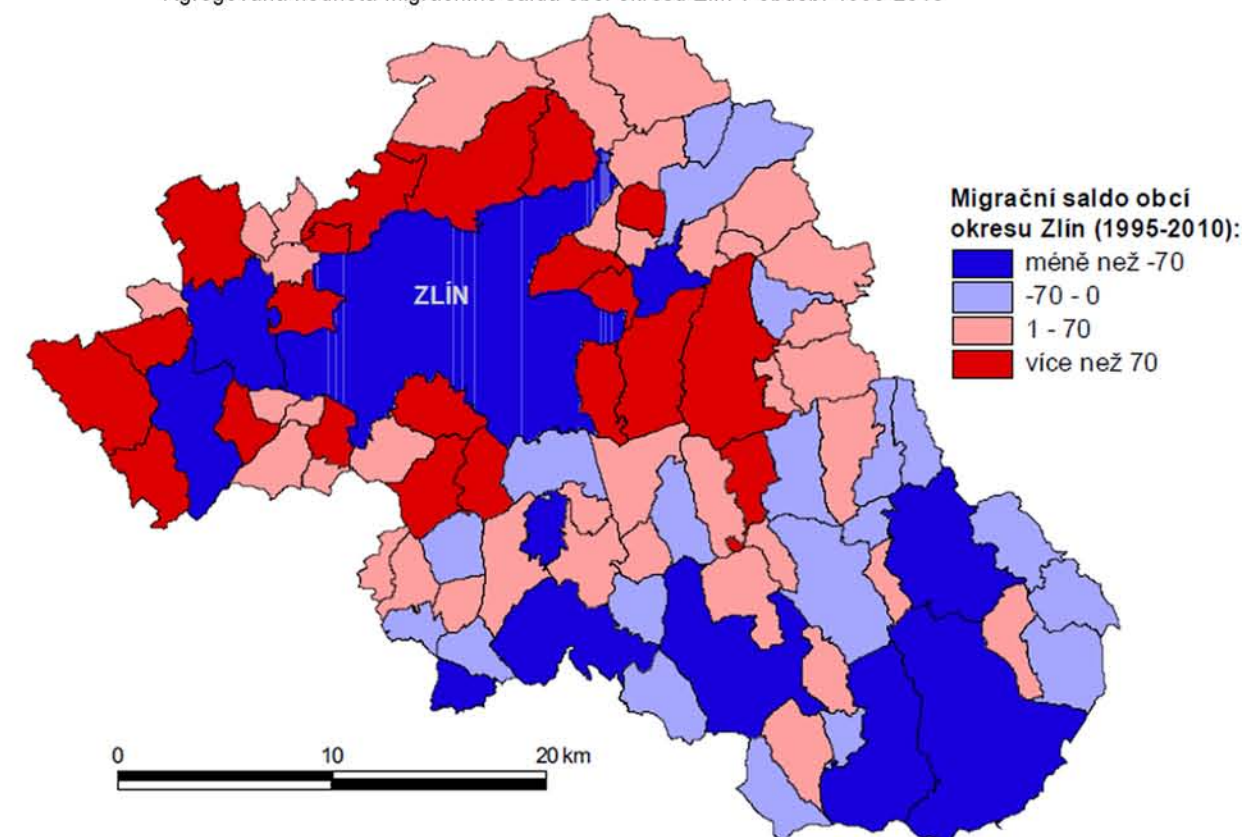 Migrační saldo obcí
okresu Zlín (1995-2010):
méně než -70
-70 - 0
1 - 70
více než 70
ZLÍN
0 10 20 km